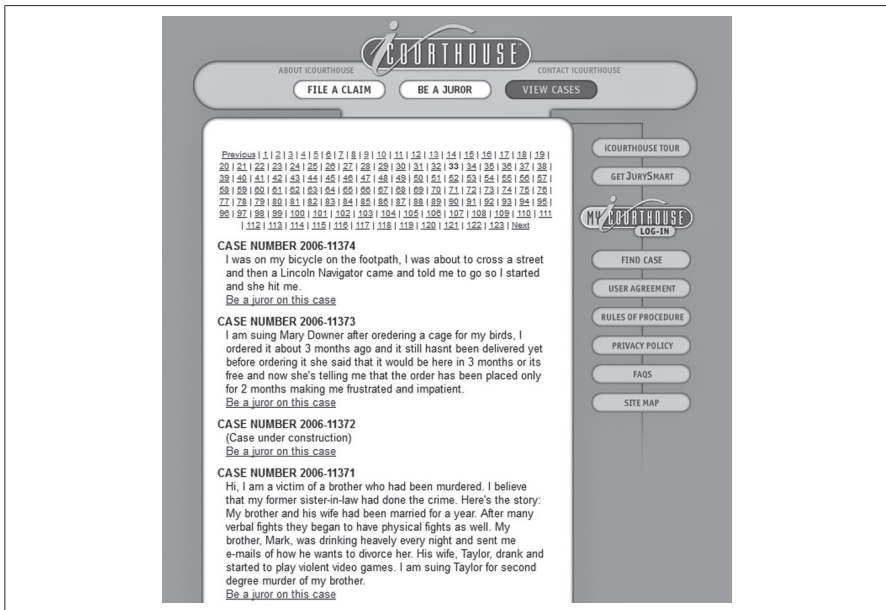 iCOURTHOUSE
ABOUT iCOURTHOUSE
CONTACT iCOURTHOUSE
FILE A CLAIM
BE A JUROR
VIEW CASES
Previous | 1 | 2 | 3 | 4 | 5 | 6 | 7 | 8 | 9 | 10 | 11 | 12 | 13 | 14 | 15 | 16 | 17 | 18 | 19 |
20 | 21 | 22 | 23 | 24 | 25 | 26 | 27 | 28 | 29 | 30 | 31 | 32 | 33 | 34 | 35 | 36 | 37 | 38 |
39 | 40 | 41 | 42 | 43 | 44 | 45 | 46 | 47 | 48 | 49 | 50 | 51 | 52 | 53 | 54 | 55 | 56 | 57 |
58 | 59 | 60 | 61 | 62 | 63 | 64 | 65 | 66 | 67 | 68 | 69 | 70 | 71 | 72 | 73 | 74 | 75 | 76 |
77 | 78 | 79 | 80 | 81 | 82 | 83 | 84 | 85 | 86 | 87 | 88 | 89 | 90 | 91 | 92 | 93 | 94 | 95 |
96 | 97 | 98 | 99 | 100 | 101 | 102 | 103 | 104 | 105 | 106 | 107 | 108 | 109 | 110 | 111
| 112 | 113 | 114 | 115 | 116 | 117 | 118 | 119 | 120 | 121 | 122 | 123 | Next
CASE NUMBER 2006-11374
I was on my bicycle on the footpath, I was about to cross a street
and then a Lincoln Navigator came and told me to go so I started
and she hit me.
Be a juror on this case
CASE NUMBER 2006-11373
I am suing Mary Downer after oredering a cage for my birds, I
ordered it about 3 months ago and it still hasnt been delivered yet
before ordering it she said that it would be here in 3 months or its
free and now she's telling me that the order has been placed only
for 2 months making me frustrated and impatient.
Be a juror on this case
CASE NUMBER 2006-11372
(Case under construction)
Be a juror on this case
CASE NUMBER 2006-11371
Hi, I am a victim of a brother who had been murdered. I believe
that my former sister-in-law had done the crime. Here's the story:
My brother and his wife had been married for a year. After many
verbal fights they began to have physical fights as well. My
brother, Mark, was drinking heavely every night and sent me
e-mails of how he wants to divorce her. His wife, Taylor, drank and
started to play violent video games. I am suing Taylor for second
degree murder of my brother.
Be a juror on this case
iCOURTHOUSE TOUR
GET JURYSMART
MY iCOURTHOUSE
LOG-IN
FIND CASE
USER AGREEMENT
RULES OF PROCEDURE
PRIVACY POLICY
FAQS
SITE MAP